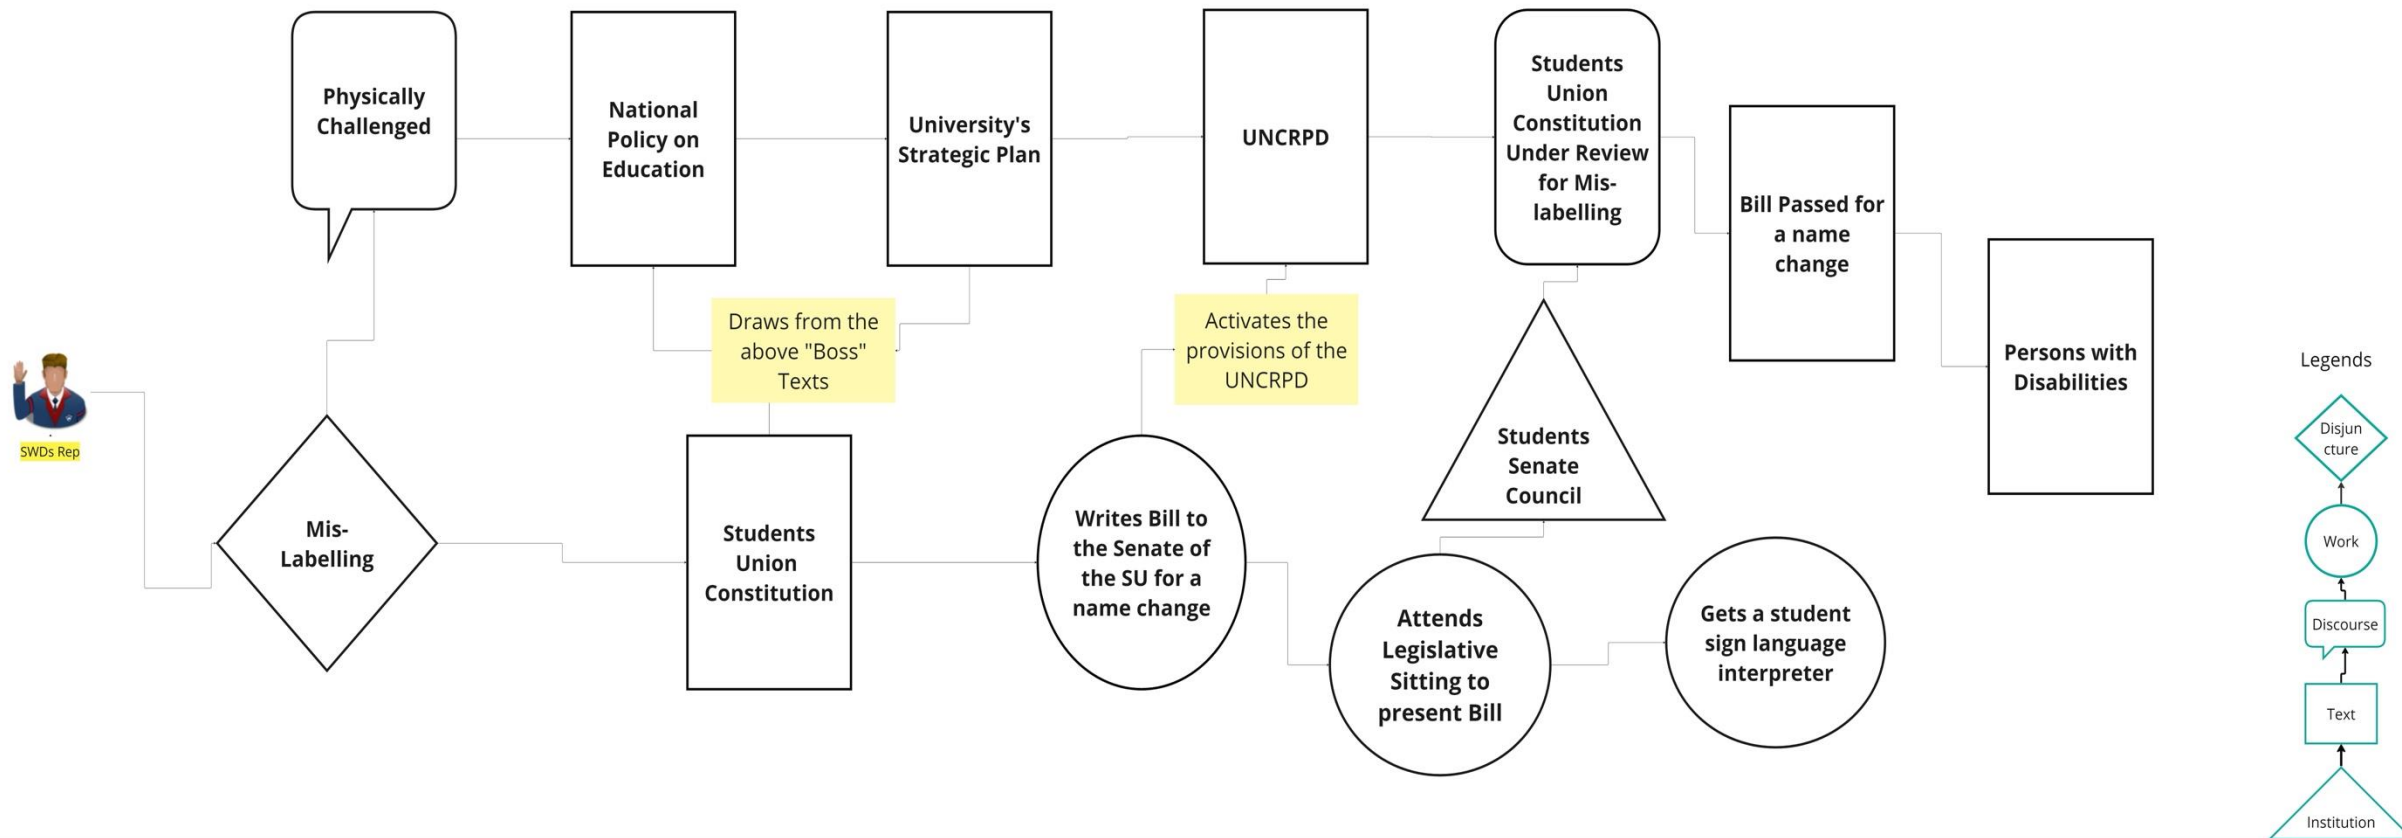 Physically
Challenged
National
Policy on
Education
University's
Strategic Plan
UNCRPD
Students
Union
Constitution
Under Review
for Mis-
labelling
Bill Passed for
a name
change
Persons with
Disabilities
Draws from the
above "Boss"
Texts
Activates the
provisions of the
UNCRPD
SWDs Rep
Mis-
Labelling
Students
Union
Constitution
Writes Bill to
the Senate of
the SU for a
name change
Students
Senate
Council
Attends
Legislative
Sitting to
present Bill
Gets a student
sign language
interpreter
Legends
Disjun
cture
Work
Discourse
Text
Institution